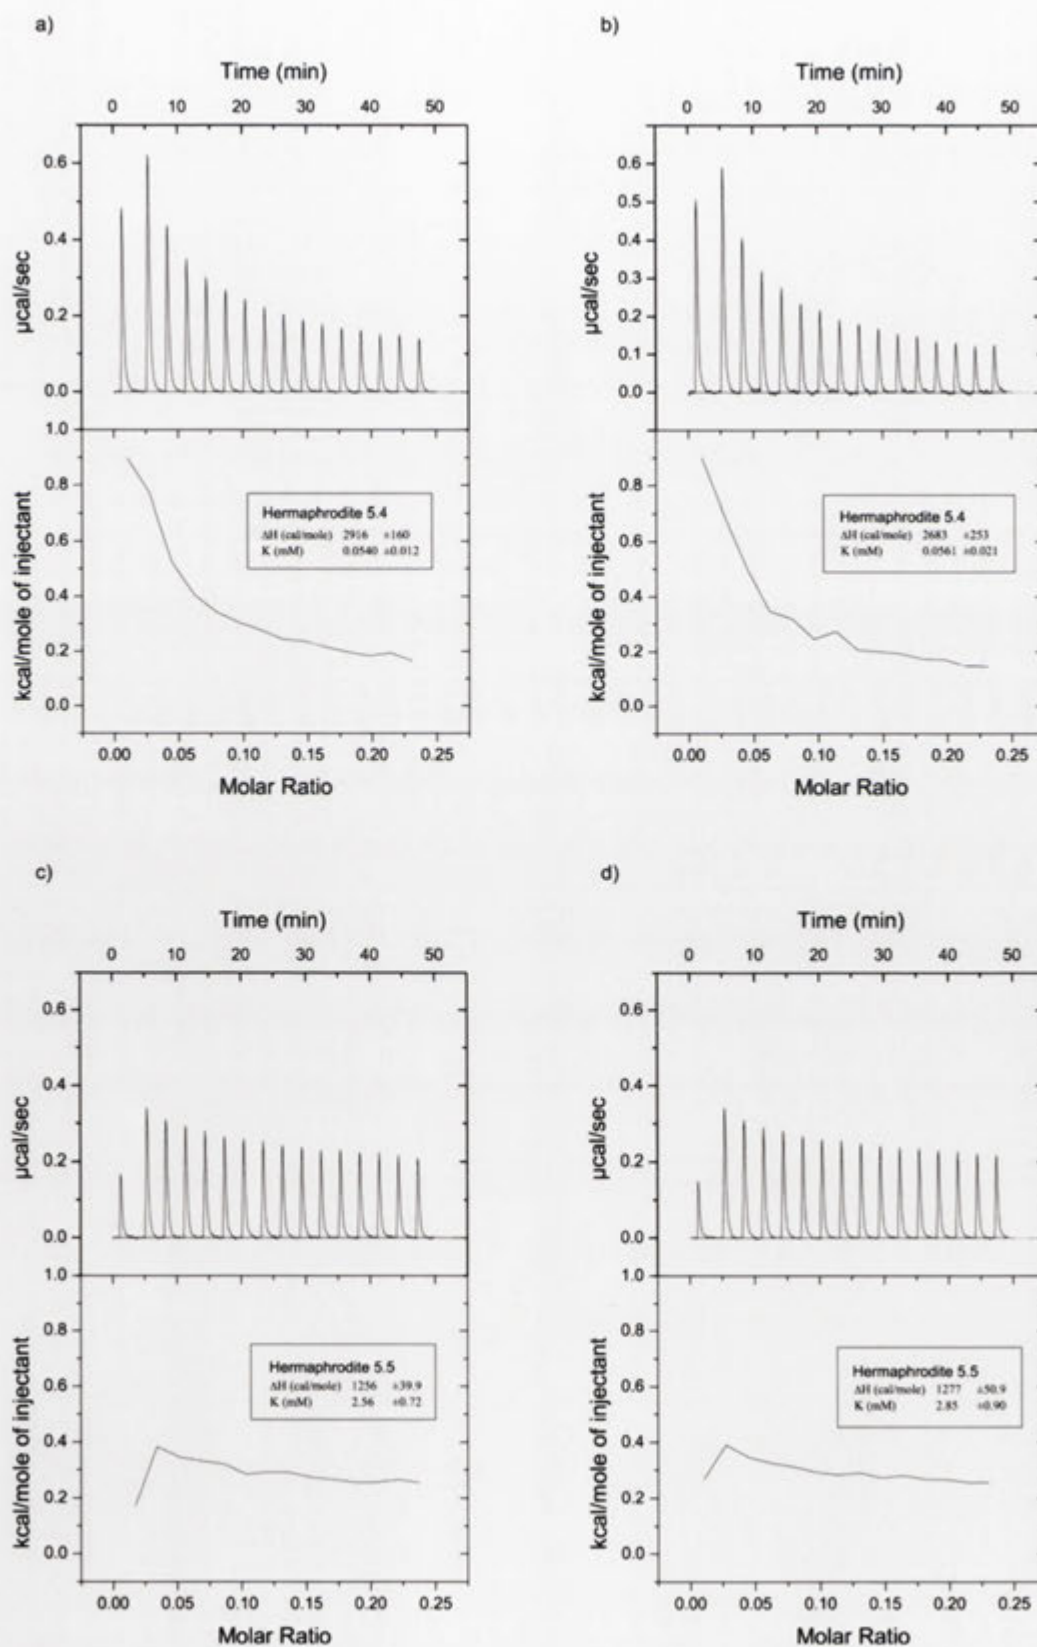 a)
Time (min)
0 10 20 30 40 50
0.6
0.4
0.2
0.0
µcal/sec
1.0
0.8
0.6
0.4
0.2
0.0
kcal/mole of injectant
Hermaphrodite 5.4
ΔH (cal/mole) 2916 ±160
K (mM) 0.0540 ±0.012
0.00 0.05 0.10 0.15 0.20 0.25
Molar Ratio
b)
Time (min)
0 10 20 30 40 50
0.6
0.5
0.4
0.3
0.2
0.1
0.0
µcal/sec
0.8
0.6
0.4
0.2
0.0
kcal/mole of injectant
Hermaphrodite 5.4
ΔH (cal/mole) 2683 ±253
K (mM) 0.0561 ±0.021
0.00 0.05 0.10 0.15 0.20 0.25
Molar Ratio
c)
Time (min)
0 10 20 30 40 50
0.6
0.4
0.2
0.0
µcal/sec
1.0
0.8
0.6
0.4
0.2
0.0
kcal/mole of injectant
Hermaphrodite 5.5
ΔH (cal/mole) 1256 ±39.9
K (mM) 2.56 ±0.72
0.00 0.05 0.10 0.15 0.20 0.25
Molar Ratio
d)
Time (min)
0 10 20 30 40 50
0.6
0.4
0.2
0.0
µcal/sec
1.0
0.8
0.6
0.4
0.2
0.0
kcal/mole of injectant
Hermaphrodite 5.5
ΔH (cal/mole) 1277 ±50.9
K (mM) 2.85 ±0.90
0.00 0.05 0.10 0.15 0.20 0.25
Molar Ratio